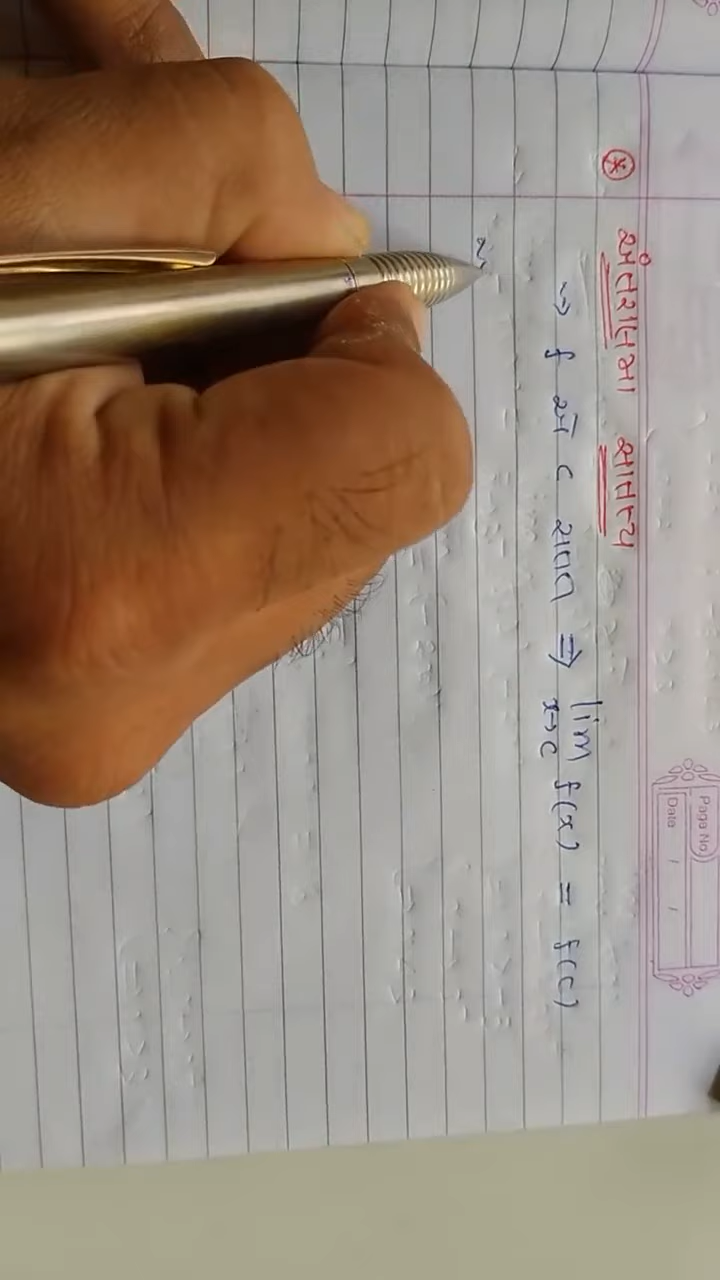 Page No.
Date / /
* અંતરાલમાં સાતત્ય
→ f એ c સતત ⇒ lim x→c f(x) = f(c)